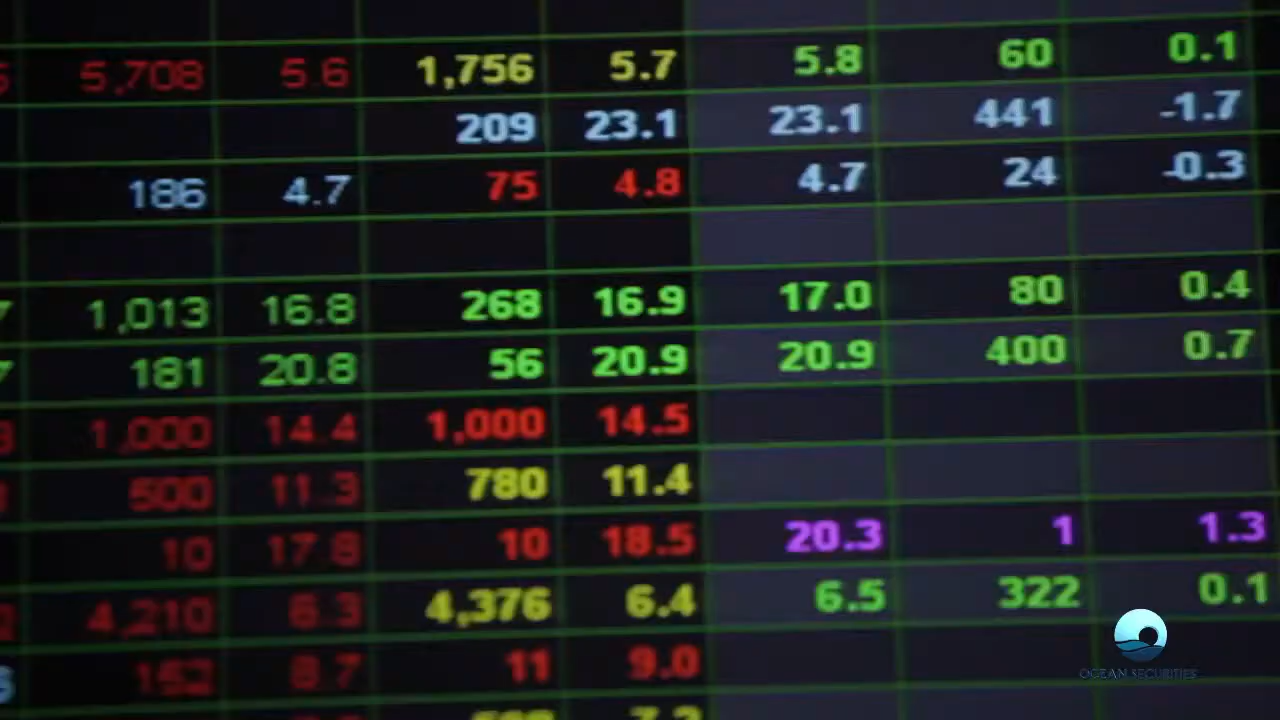 5,708 5.6 1,756 5.7 5.8 60 0.1
209 23.1 23.1 441 -1.7
186 4.7 75 4.8 4.7 24 -0.3
1,013 16.8 268 16.9 17.0 80 0.4
181 20.8 56 20.9 20.9 400 0.7
1,000 14.4 1,000 14.5
500 11.3 780 11.4
10 17.8 10 18.5 20.3 1 1.3
4,210 6.3 4,376 6.4 6.5 322 0.1
152 8.7 11 9.0
OCEAN SECURITIES